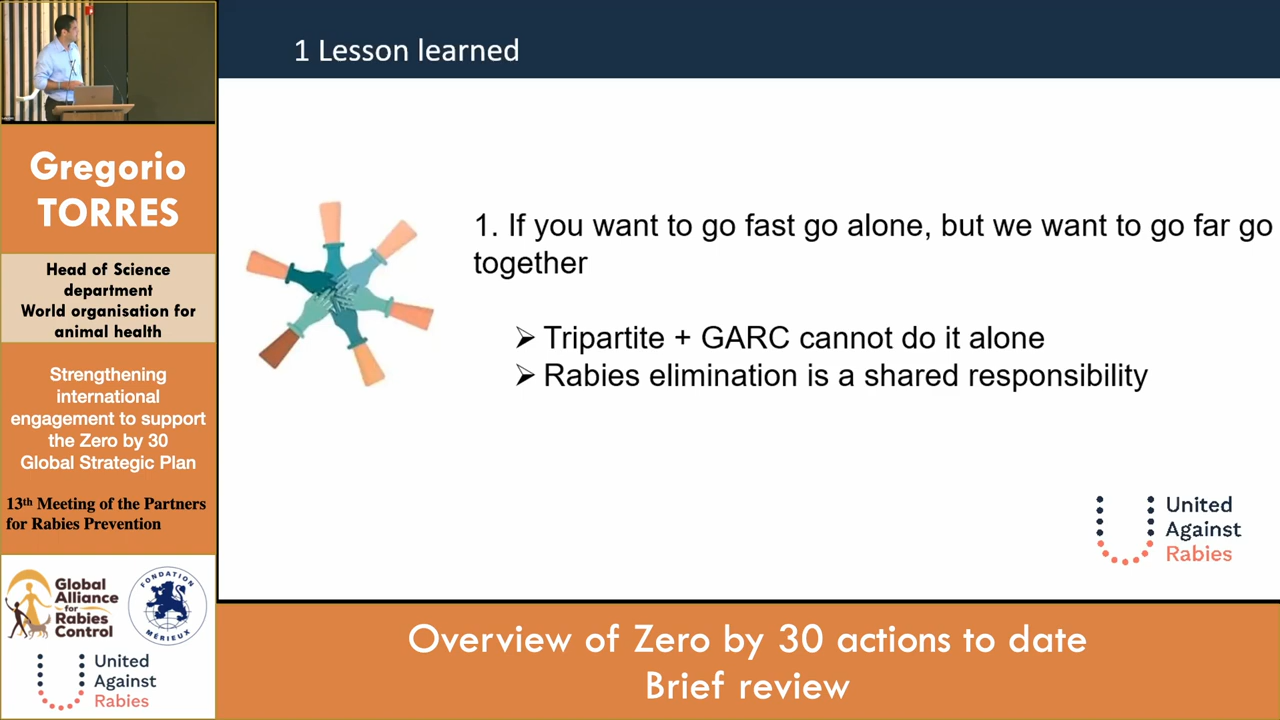 1 Lesson learned
Gregorio
TORRES
Head of Science
department
World organisation for
animal health
Strengthening
international
engagement to support
the Zero by 30
Global Strategic Plan
13th Meeting of the Partners
for Rabies Prevention
Global
Alliance
for
Rabies
Control
FONDATION
MÉRIEUX
United
Against
Rabies
1. If you want to go fast go alone, but we want to go far go
together
➢ Tripartite + GARC cannot do it alone
➢ Rabies elimination is a shared responsibility
United
Against
Rabies
Overview of Zero by 30 actions to date
Brief review